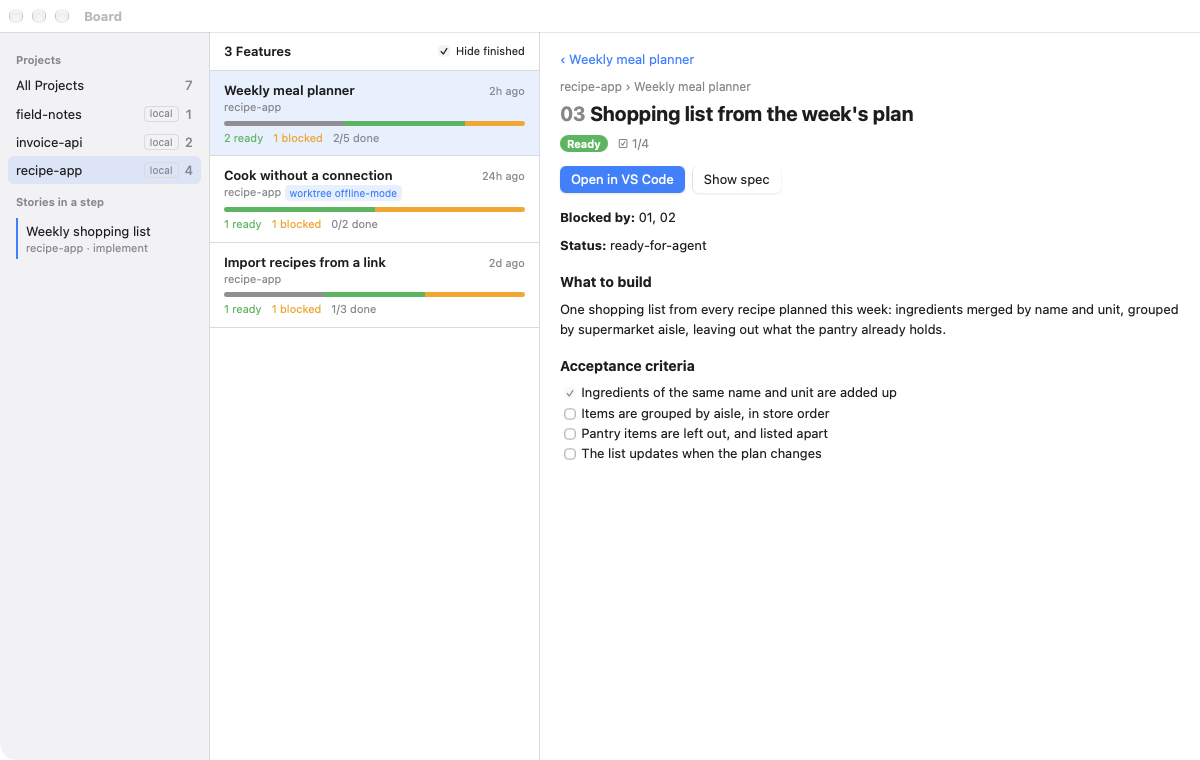 Board
Projects
All Projects 7
field-notes local 1
invoice-api local 2
recipe-app local 4
Stories in a step
Weekly shopping list
recipe-app · implement
3 Features Hide finished
Weekly meal planner 2h ago
recipe-app
2 ready 1 blocked 2/5 done
Cook without a connection 24h ago
recipe-app worktree offline-mode
1 ready 1 blocked 0/2 done
Import recipes from a link 2d ago
recipe-app
1 ready 1 blocked 1/3 done
‹ Weekly meal planner
recipe-app › Weekly meal planner
03 Shopping list from the week's plan
Ready 1/4
Open in VS Code Show spec
Blocked by: 01, 02
Status: ready-for-agent
What to build
One shopping list from every recipe planned this week: ingredients merged by name and unit, grouped
by supermarket aisle, leaving out what the pantry already holds.
Acceptance criteria
Ingredients of the same name and unit are added up
Items are grouped by aisle, in store order
Pantry items are left out, and listed apart
The list updates when the plan changes